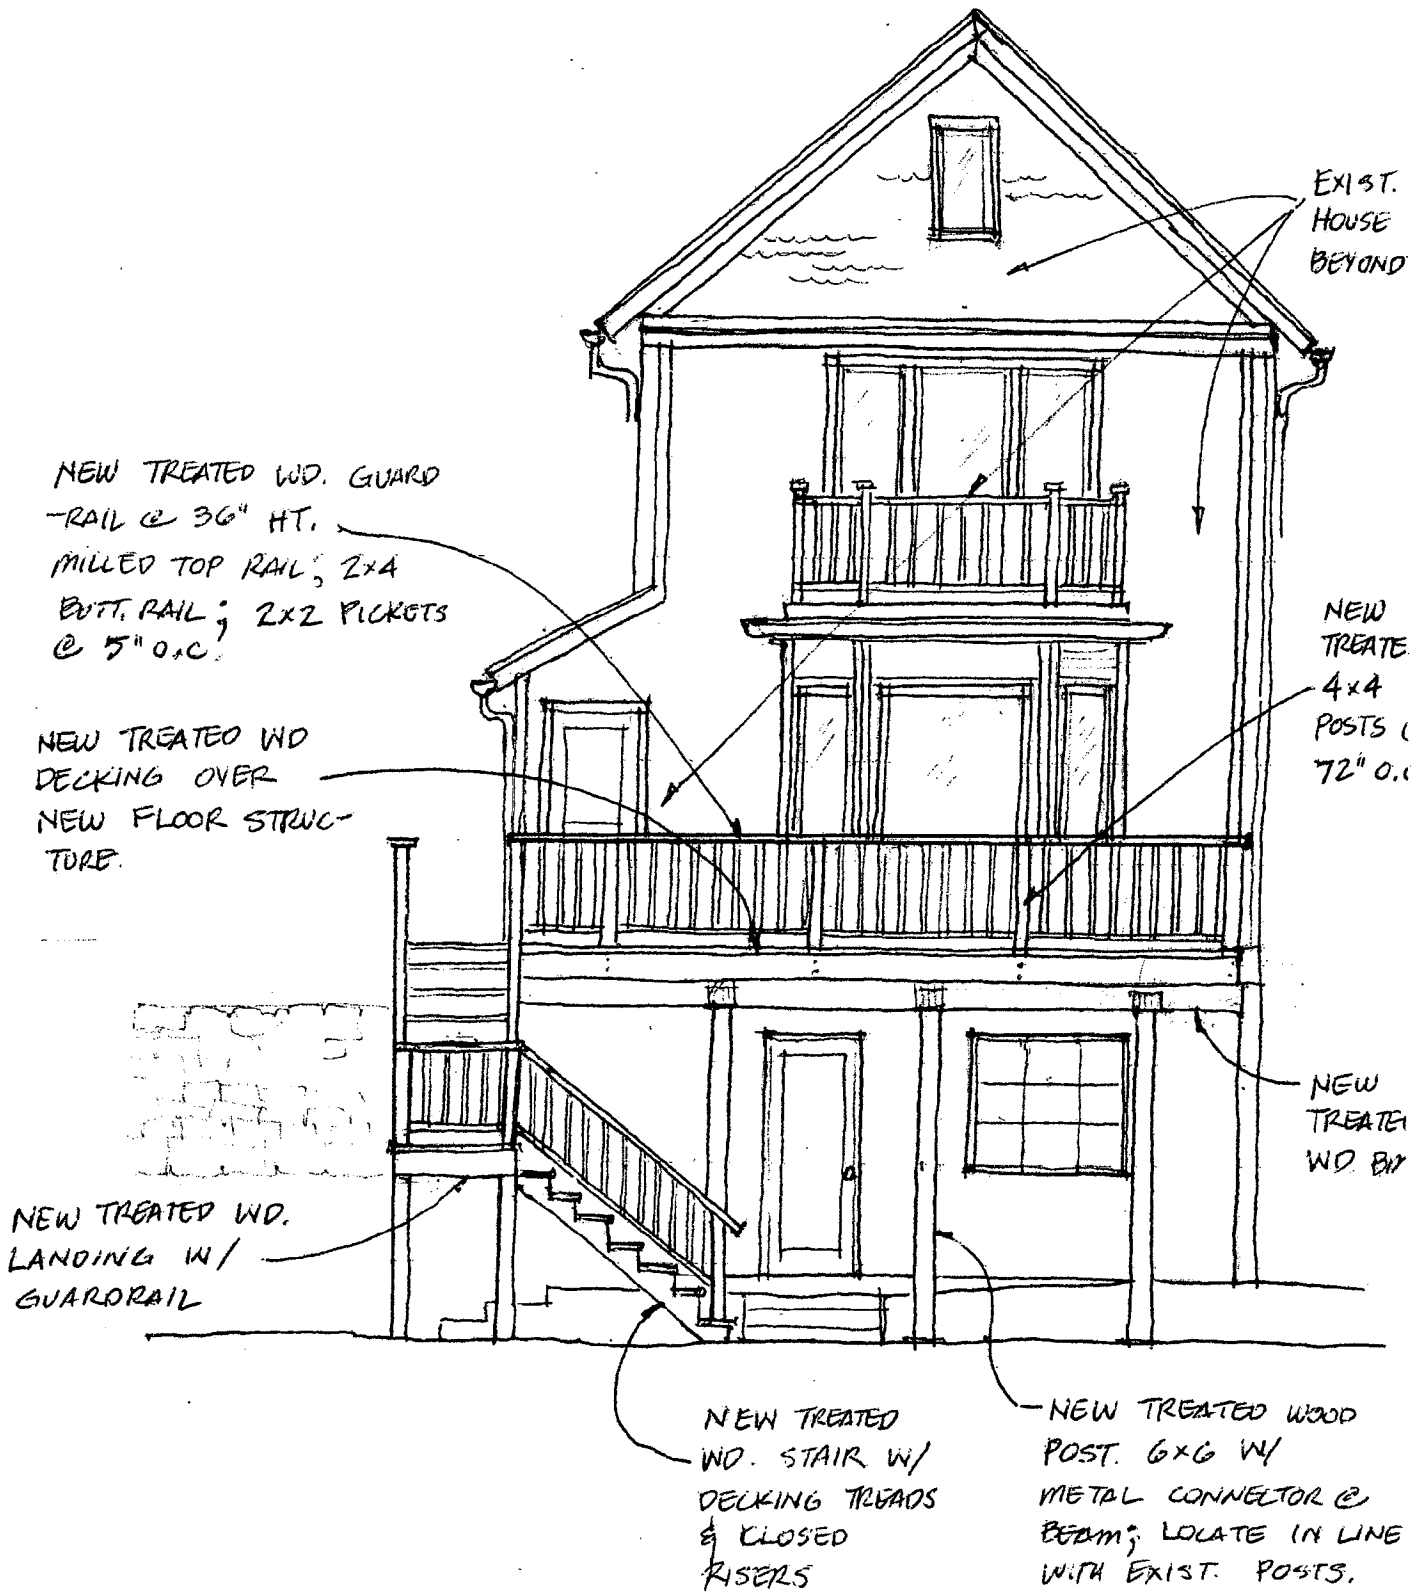 EXIST.
HOUSE
BEYOND
NEW TREATED WD. GUARD
-RAIL @ 36" HT.
MILLED TOP RAIL; 2x4
BUTT. RAIL; 2x2 PICKETS
@ 5" O.C.
NEW
TREATE
4x4
POSTS
72" O.C
NEW TREATED WD
DECKING OVER
NEW FLOOR STRUC-
TURE.
NEW
TREATE
WD
NEW TREATED WD.
LANDING W/
GUARDRAIL
NEW TREATED
WD. STAIR W/
DECKING TREADS
& CLOSED
RISERS
NEW TREATED WOOD
POST. 6x6 W/
METAL CONNECTOR @
BEAM; LOCATE IN LINE
WITH EXIST. POSTS.